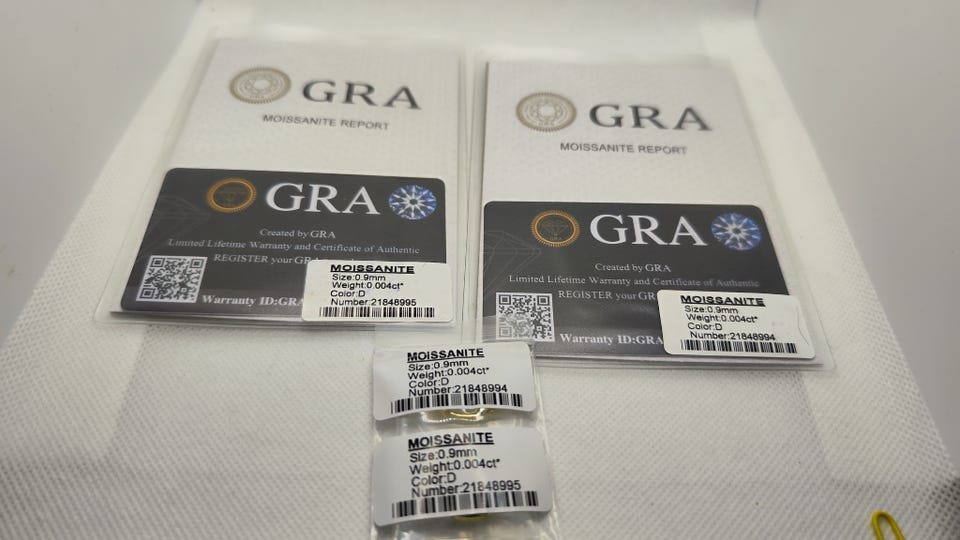 GRA
MOISSANITE REPORT
GRA
Created by GRA
Limited Lifetime Warranty and Certificate of Authentic
REGISTER your GRA
Warranty ID:GRA
MOISSANITE
Size:0.9mm
Weight:0.004ct*
Color:D
Number:21848995
GRA
MOISSANITE REPORT
GRA
Created by GRA
Limited Lifetime Warranty and Certificate of Authentic
REGISTER your GR
Warranty ID:GRA
MOISSANITE
Size:0.9mm
Weight:0.004ct*
Color:D
Number:21848994
MOISSANITE
Size:0.9mm
Weight:0.004ct*
Color:D
Number:21848994
MOISSANITE
Size:0.9mm
Weight:0.004ct*
Color:D
Number:21848995